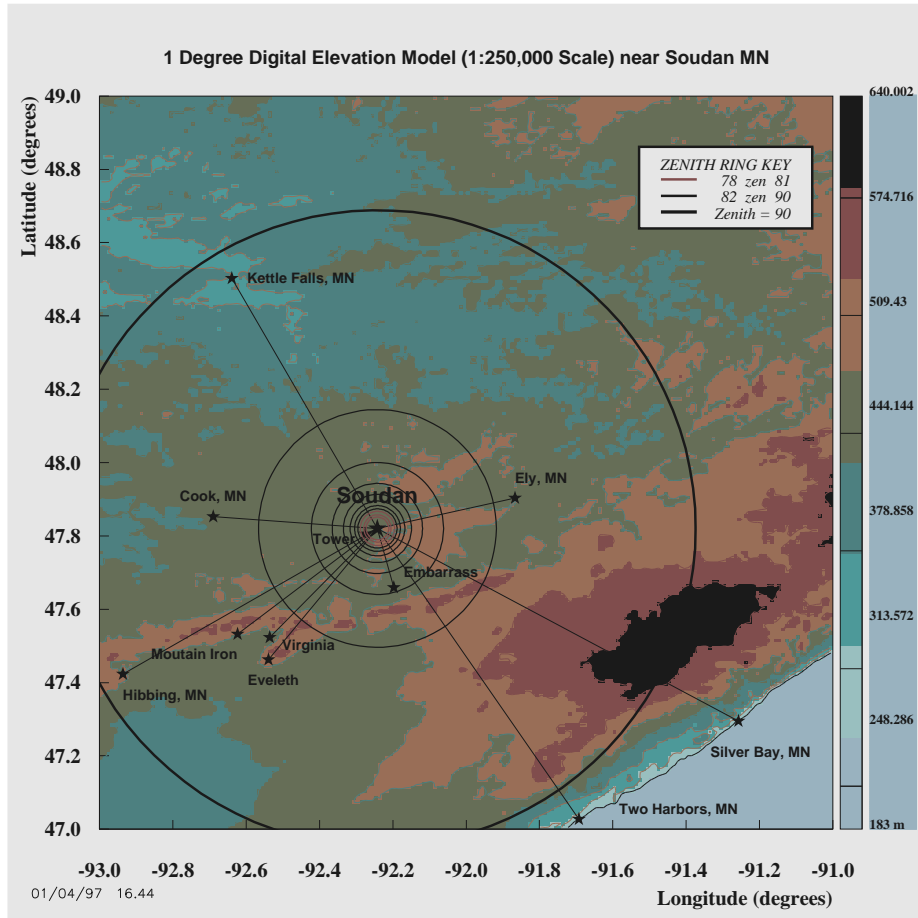 1 Degree Digital Elevation Model (1:250,000 Scale) near Soudan MN
Latitude (degrees)
49.0
48.8
48.6
48.4
48.2
48.0
47.8
47.6
47.4
47.2
47.0
ZENITH RING KEY
78 zen 81
82 zen 90
Zenith = 90
Kettle Falls, MN
Soudan
Ely, MN
Cook, MN
Tower
Embarrass
Virginia
Moutain Iron
Eveleth
Hibbing, MN
Silver Bay, MN
Two Harbors, MN
640.002
574.716
509.43
444.144
378.858
313.572
248.286
183 m
-93.0 -92.8 -92.6 -92.4 -92.2 -92.0 -91.8 -91.6 -91.4 -91.2 -91.0
Longitude (degrees)
01/04/97 16.44